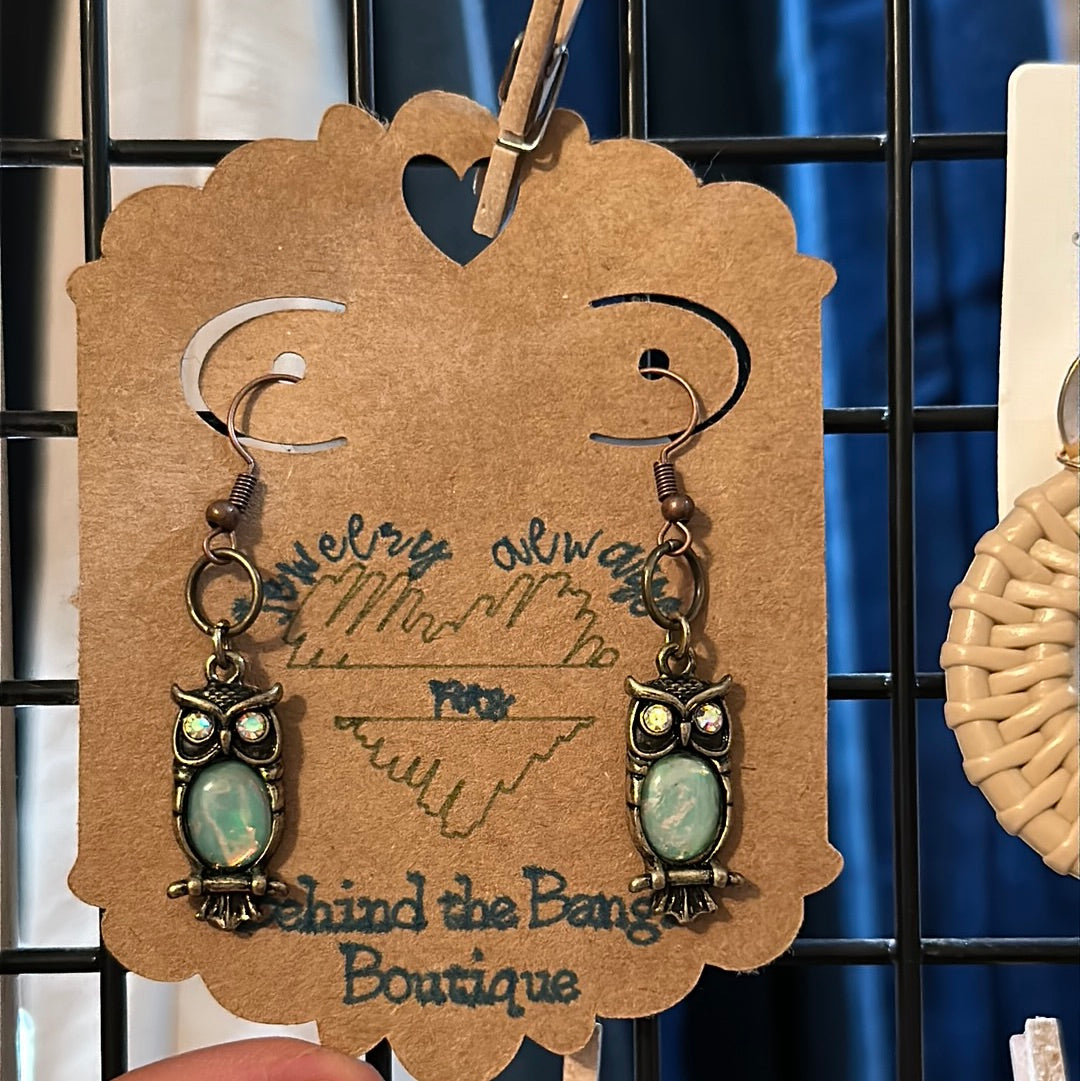 Jewelry always
Behind the Bangs
Boutique